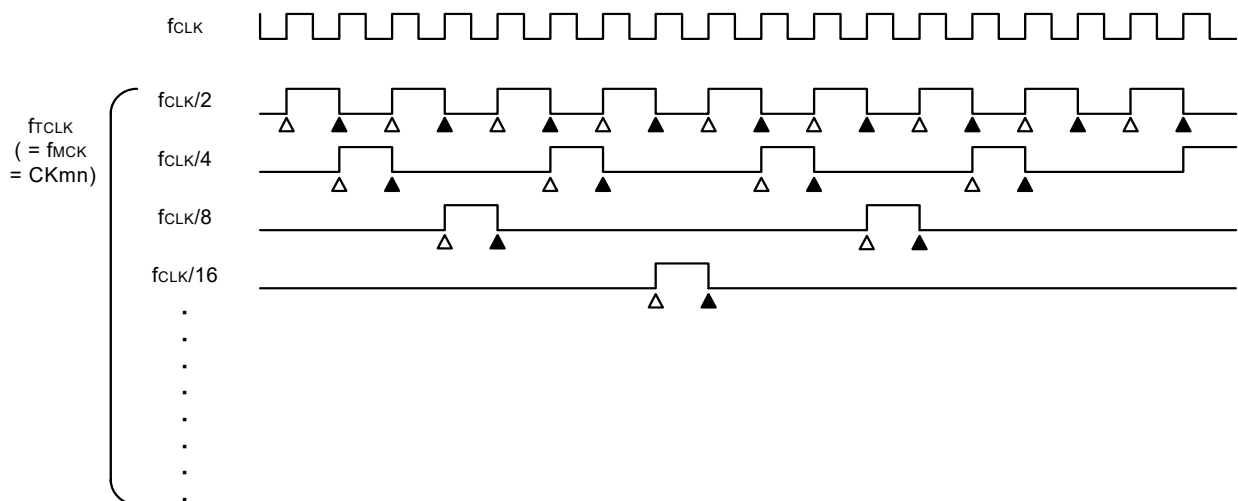 fCLK
fCLK/2
fTCLK
( = fMCK
= CKmn)
fCLK/4
fCLK/8
fCLK/16